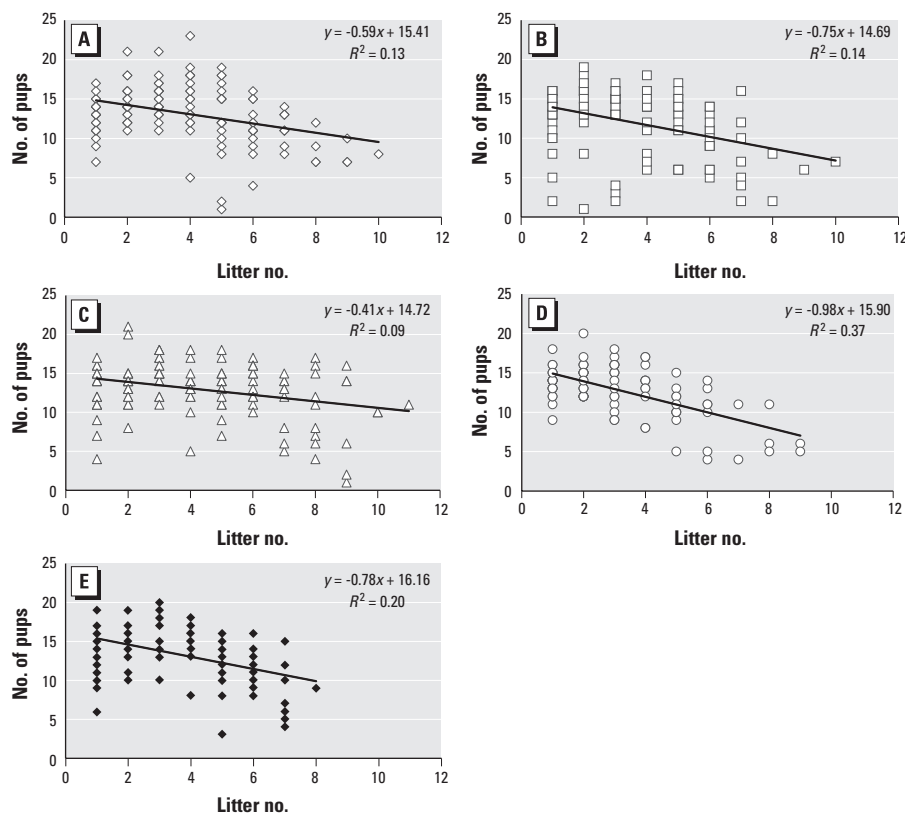 A
y = -0.59x + 15.41
R² = 0.13
25
20
15
10
5
0
No. of pups
0 2 4 6 8 10 12
Litter no.
B
y = -0.75x + 14.69
R² = 0.14
25
20
15
10
5
0
No. of pups
0 2 4 6 8 10 12
Litter no.
C
y = -0.41x + 14.72
R² = 0.09
25
20
15
10
5
0
No. of pups
0 2 4 6 8 10 12
Litter no.
D
y = -0.98x + 15.90
R² = 0.37
25
20
15
10
5
0
No. of pups
0 2 4 6 8 10 12
Litter no.
E
y = -0.78x + 16.16
R² = 0.20
25
20
15
10
5
0
No. of pups
0 2 4 6 8 10 12
Litter no.